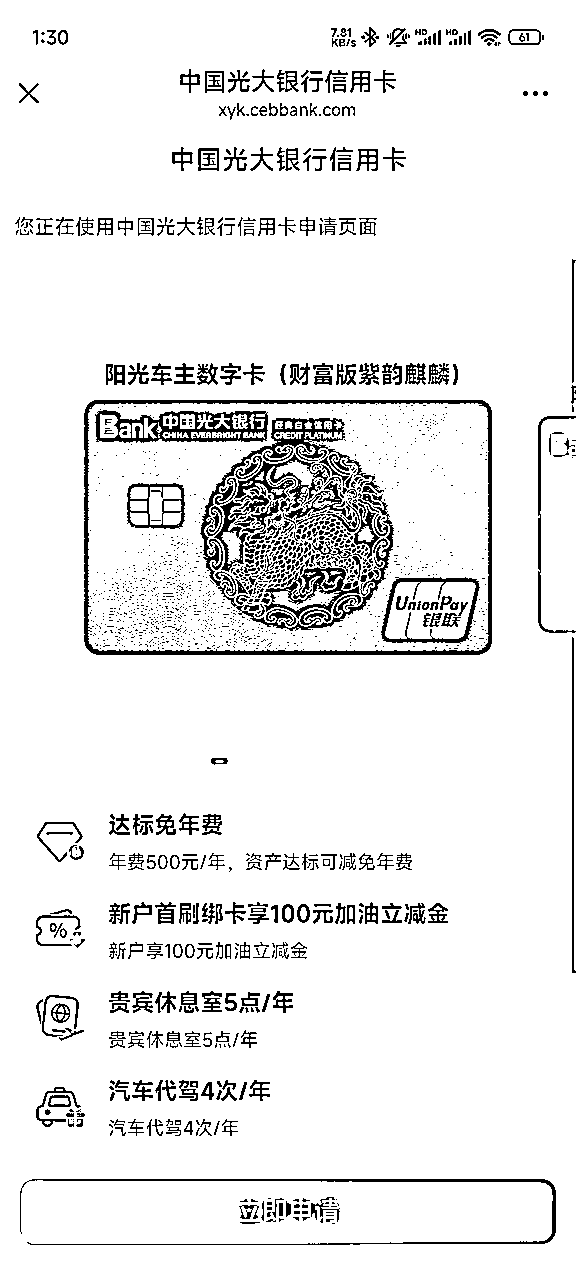 1:30
7.81 KB/s HD HD 61
中国光大银行信用卡
xyk.cebbank.com
中国光大银行信用卡
您正在使用中国光大银行信用卡申请页面
阳光车主数字卡（财富版紫韵麒麟）
Bank 中国光大银行
CHINA EVERBRIGHT BANK CREDIT PLATINUM
UnionPay
银联
达标免年费
年费500元/年，资产达标可减免年费
%
新户首刷绑卡享100元加油立减金
新户享100元加油立减金
贵宾休息室5点/年
贵宾休息室5点/年
汽车代驾4次/年
汽车代驾4次/年
立即申请